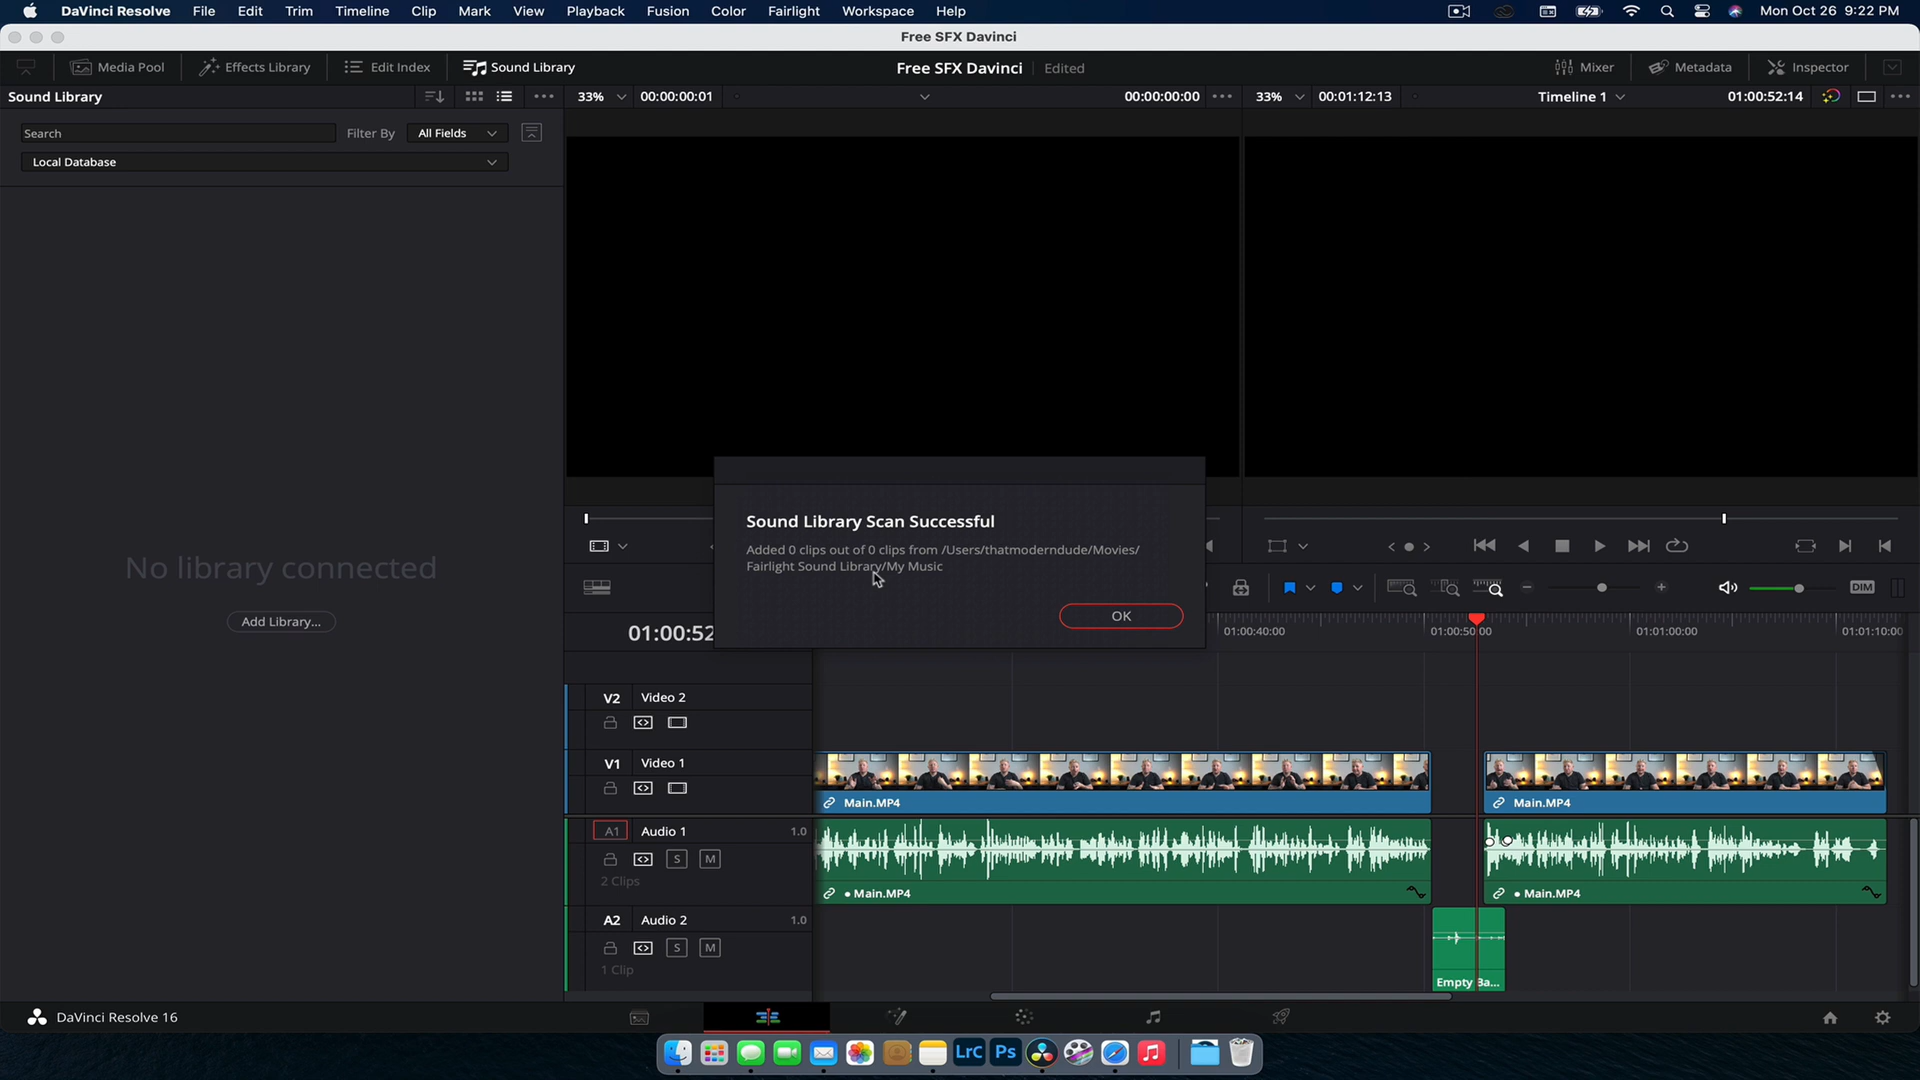 DaVinci Resolve File Edit Trim Timeline Clip Mark View Playback Fusion Color Fairlight Workspace Help Mon Oct 26 9:22 PM
Free SFX Davinci
Media Pool Effects Library Edit Index Sound Library Free SFX Davinci Edited Mixer Metadata Inspector
Sound Library 33% 00:00:00:01 00:00:00:00 33% 00:01:12:13 Timeline 1 01:00:52:14
Search Filter By All Fields
Local Database
No library connected
Add Library...
Sound Library Scan Successful
Added 0 clips out of 0 clips from /Users/thatmoderndude/Movies/
Fairlight Sound Library/My Music
OK
DIM
01:00:52 01:00:40:00 01:00:50:00 01:01:00:00 01:01:10:00
V2 Video 2
V1 Video 1
Main.MP4 Main.MP4
A1 Audio 1 1.0
S M
2 Clips
Main.MP4 Main.MP4
A2 Audio 2 1.0
S M
1 Clip
Empty Ba...
DaVinci Resolve 16
LrC Ps